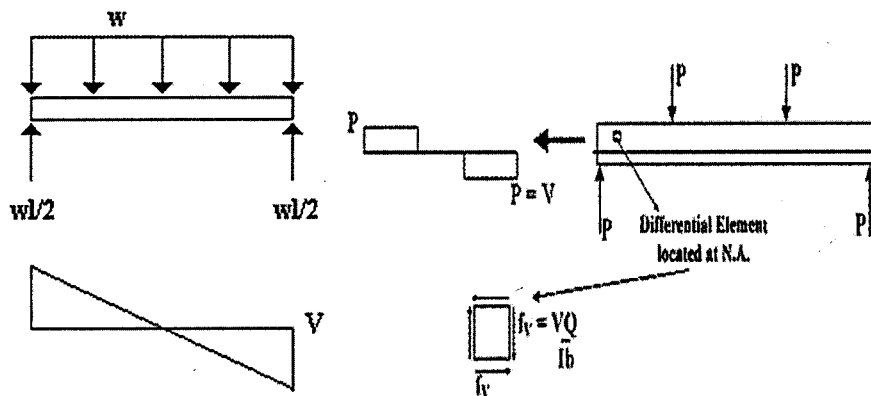 w
wl/2
wl/2
V
P
P = V
P
P
P
P
Differential Element
located at N.A.
fv = VQ
Ib
fv